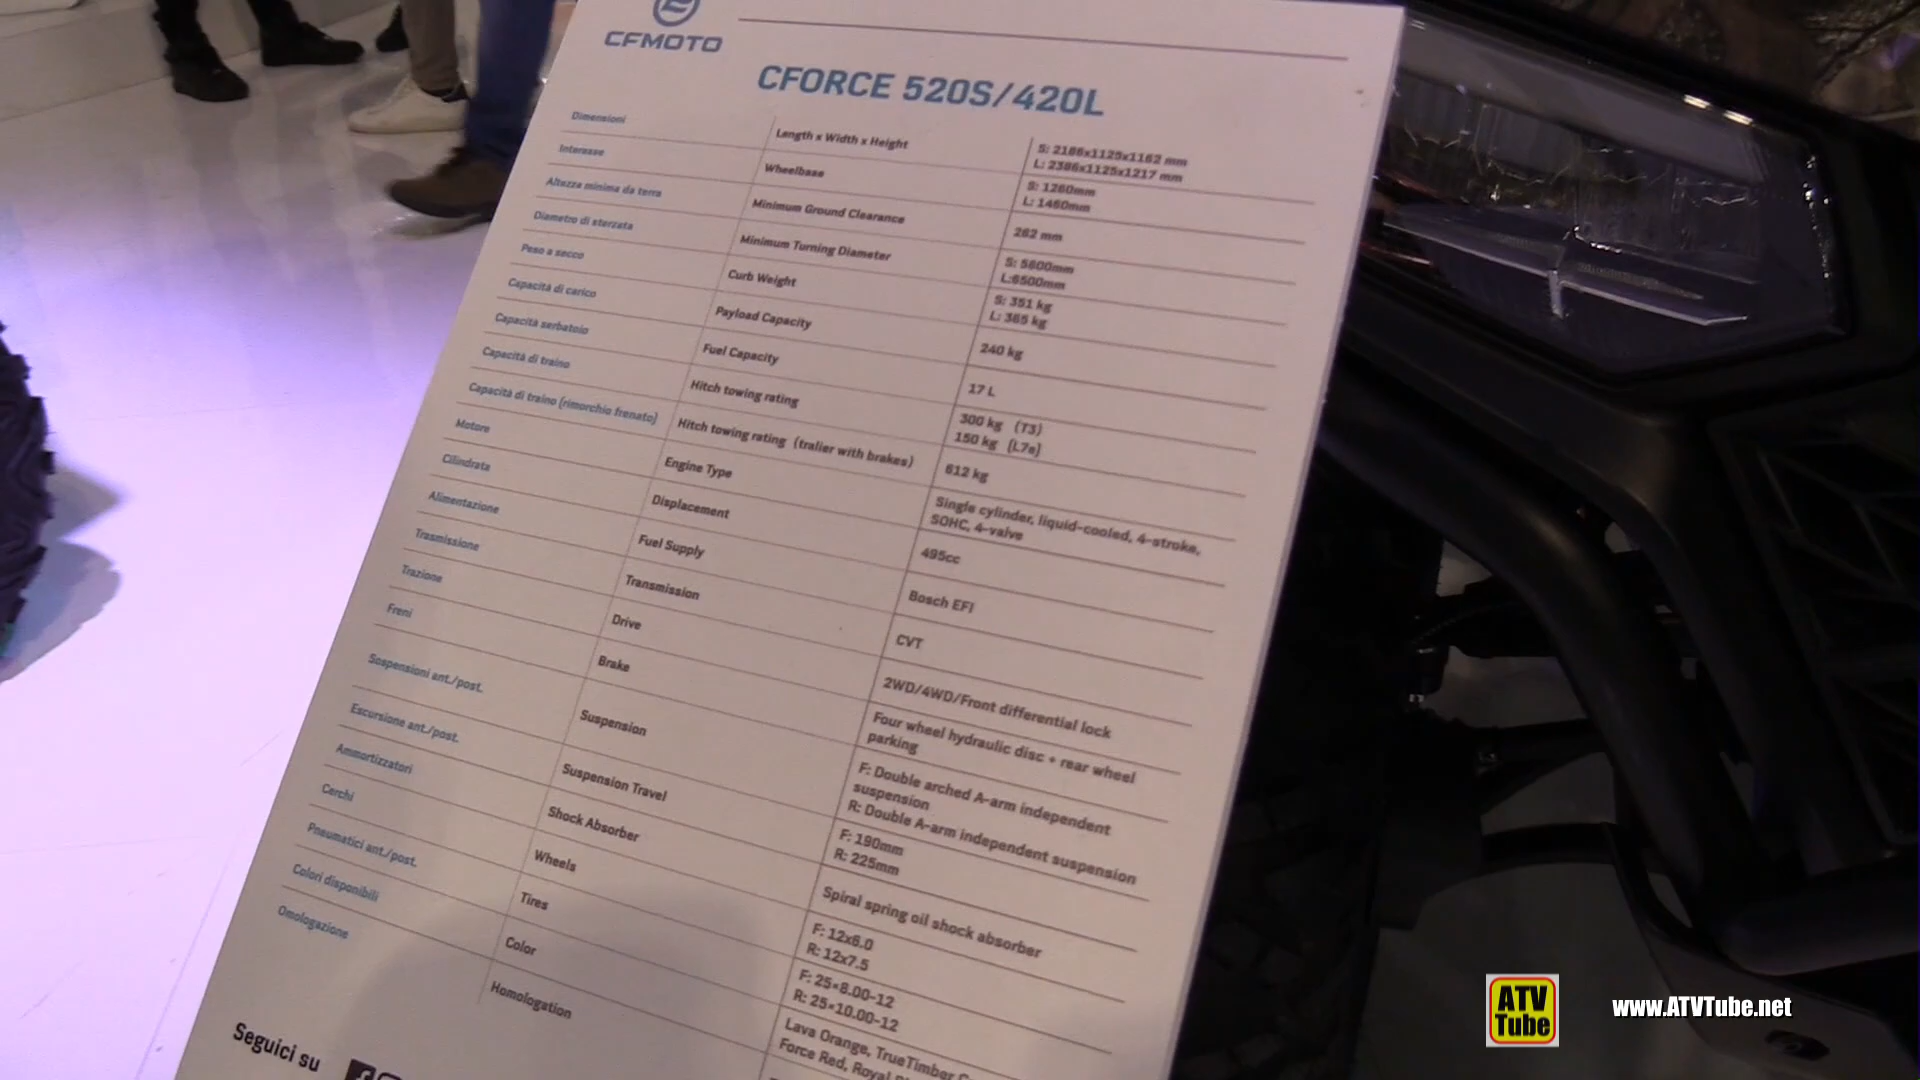 CFMOTO
CFORCE 520S/420L
Dimensioni Length x Width x Height S: 2186x1125x1162 mm
L: 2386x1125x1217 mm
Interasse Wheelbase S: 1260mm
L: 1460mm
Altezza minima da terra Minimum Ground Clearance 262 mm
Diametro di sterzata Minimum Turning Diameter S: 5600mm
L:6500mm
Peso a secco Curb Weight S: 351 kg
L: 365 kg
Capacità di carico Payload Capacity 240 kg
Capacità serbatoio Fuel Capacity 17 L
Capacità di traino Hitch towing rating 300 kg (T3)
150 kg (L7e)
Capacità di traino (rimorchio frenato) Hitch towing rating (tralier with brakes) 612 kg
Motore Engine Type Single cylinder, liquid-cooled, 4-stroke,
SOHC, 4-valve
Cilindrata Displacement 495cc
Alimentazione Fuel Supply Bosch EFI
Trasmissione Transmission CVT
Trazione Drive 2WD/4WD/Front differential lock
Freni Brake Four wheel hydraulic disc + rear wheel
parking
Sospensioni ant./post. Suspension F: Double arched A-arm independent
suspension
R: Double A-arm independent suspension
Escursione ant./post. Suspension Travel F: 190mm
R: 225mm
Ammortizzatori Shock Absorber Spiral spring oil shock absorber
Cerchi Wheels F: 12x6.0
R: 12x7.5
Pneumatici ant./post. Tires F: 25×8.00-12
R: 25×10.00-12
Colori disponibili Color Lava Orange, TrueTimber
Force Red, Royal
Omologazione Homologation
Seguici su
ATV
Tube
www.ATVTube.net